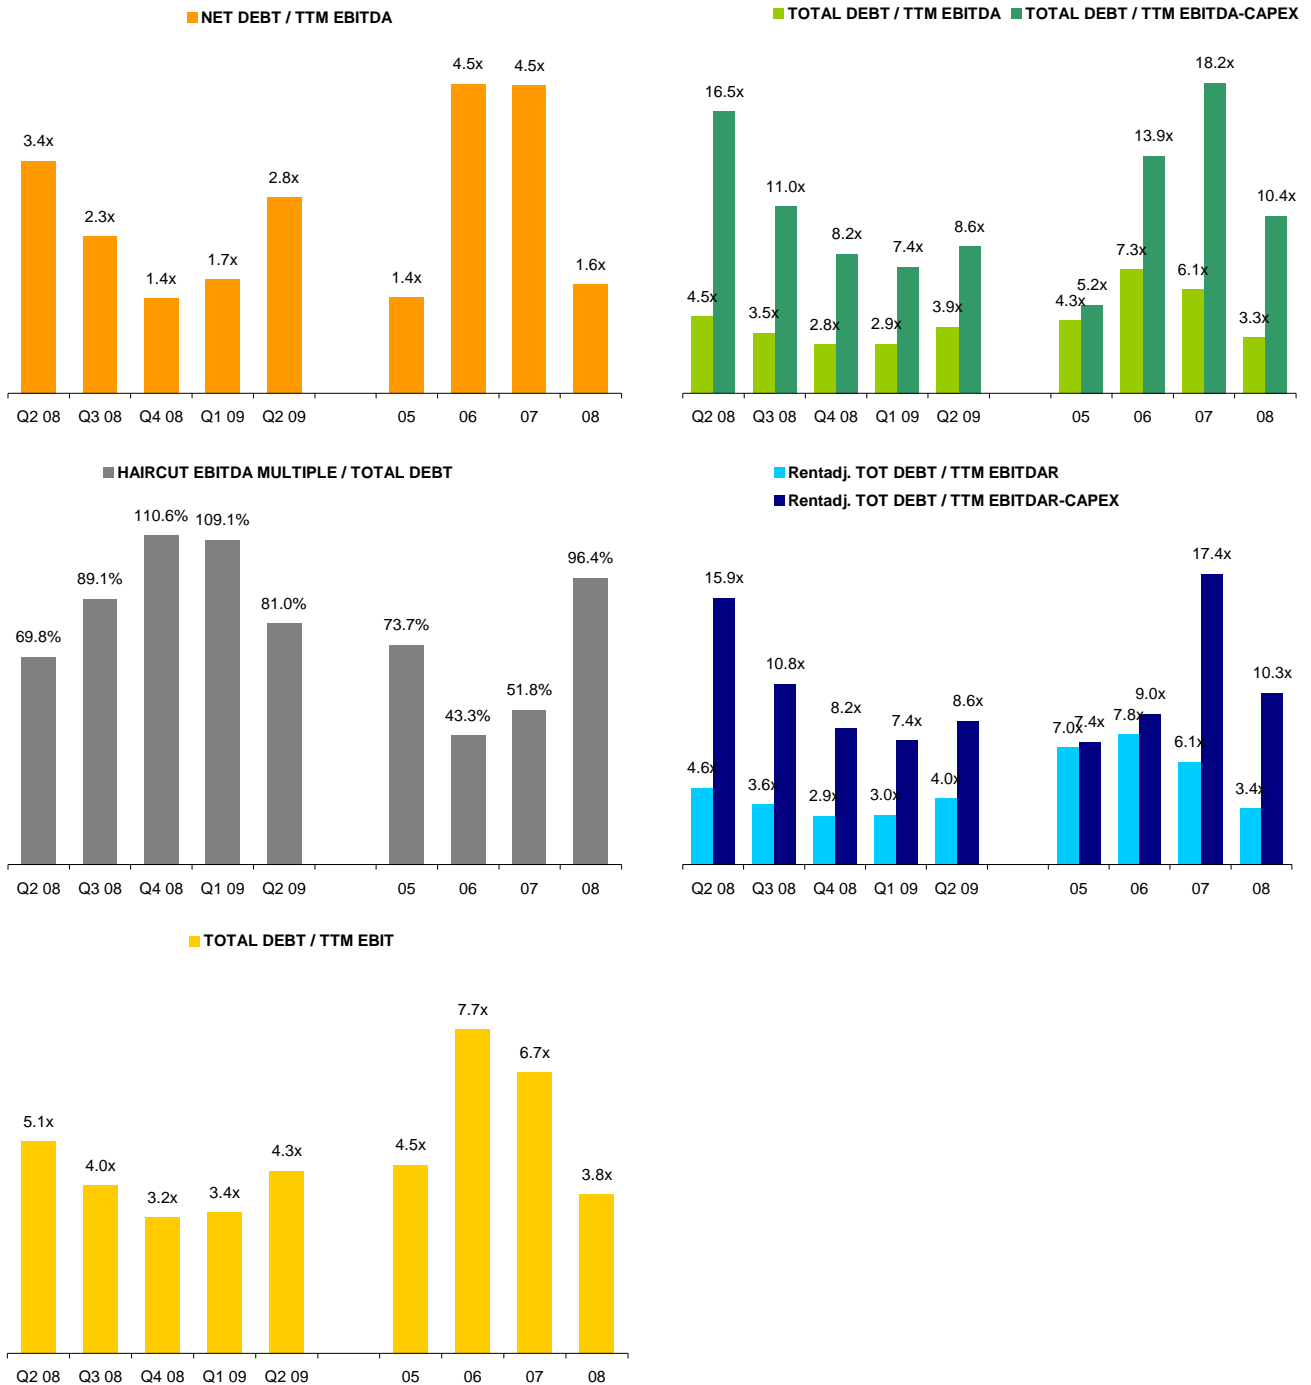 NET DEBT / TTM EBITDA
4.5x 4.5x
3.4x
2.8x
2.3x
1.7x
1.6x
1.4x 1.4x
Q2 08 Q3 08 Q4 08 Q1 09 Q2 09 05 06 07 08
TOTAL DEBT / TTM EBITDA TOTAL DEBT / TTM EBITDA-CAPEX
18.2x
16.5x
13.9x
11.0x
10.4x
8.2x 7.4x 8.6x
7.3x
6.1x
5.2x
4.5x 4.3x
3.5x 3.9x
2.8x 2.9x 3.3x
Q2 08 Q3 08 Q4 08 Q1 09 Q2 09 05 06 07 08
HAIRCUT EBITDA MULTIPLE / TOTAL DEBT
110.6% 109.1%
96.4%
89.1%
81.0%
73.7%
69.8%
51.8%
43.3%
Q2 08 Q3 08 Q4 08 Q1 09 Q2 09 05 06 07 08
Rentadj. TOT DEBT / TTM EBITDAR
Rentadj. TOT DEBT / TTM EBITDAR-CAPEX
17.4x
15.9x
10.8x
10.3x
9.0x
8.2x 7.4x 8.6x
7.0x 7.4x 7.8x
6.1x
4.6x
3.6x 4.0x
2.9x 3.0x 3.4x
Q2 08 Q3 08 Q4 08 Q1 09 Q2 09 05 06 07 08
TOTAL DEBT / TTM EBIT
7.7x
6.7x
5.1x
4.5x
4.0x 4.3x
3.8x
3.2x 3.4x
Q2 08 Q3 08 Q4 08 Q1 09 Q2 09 05 06 07 08